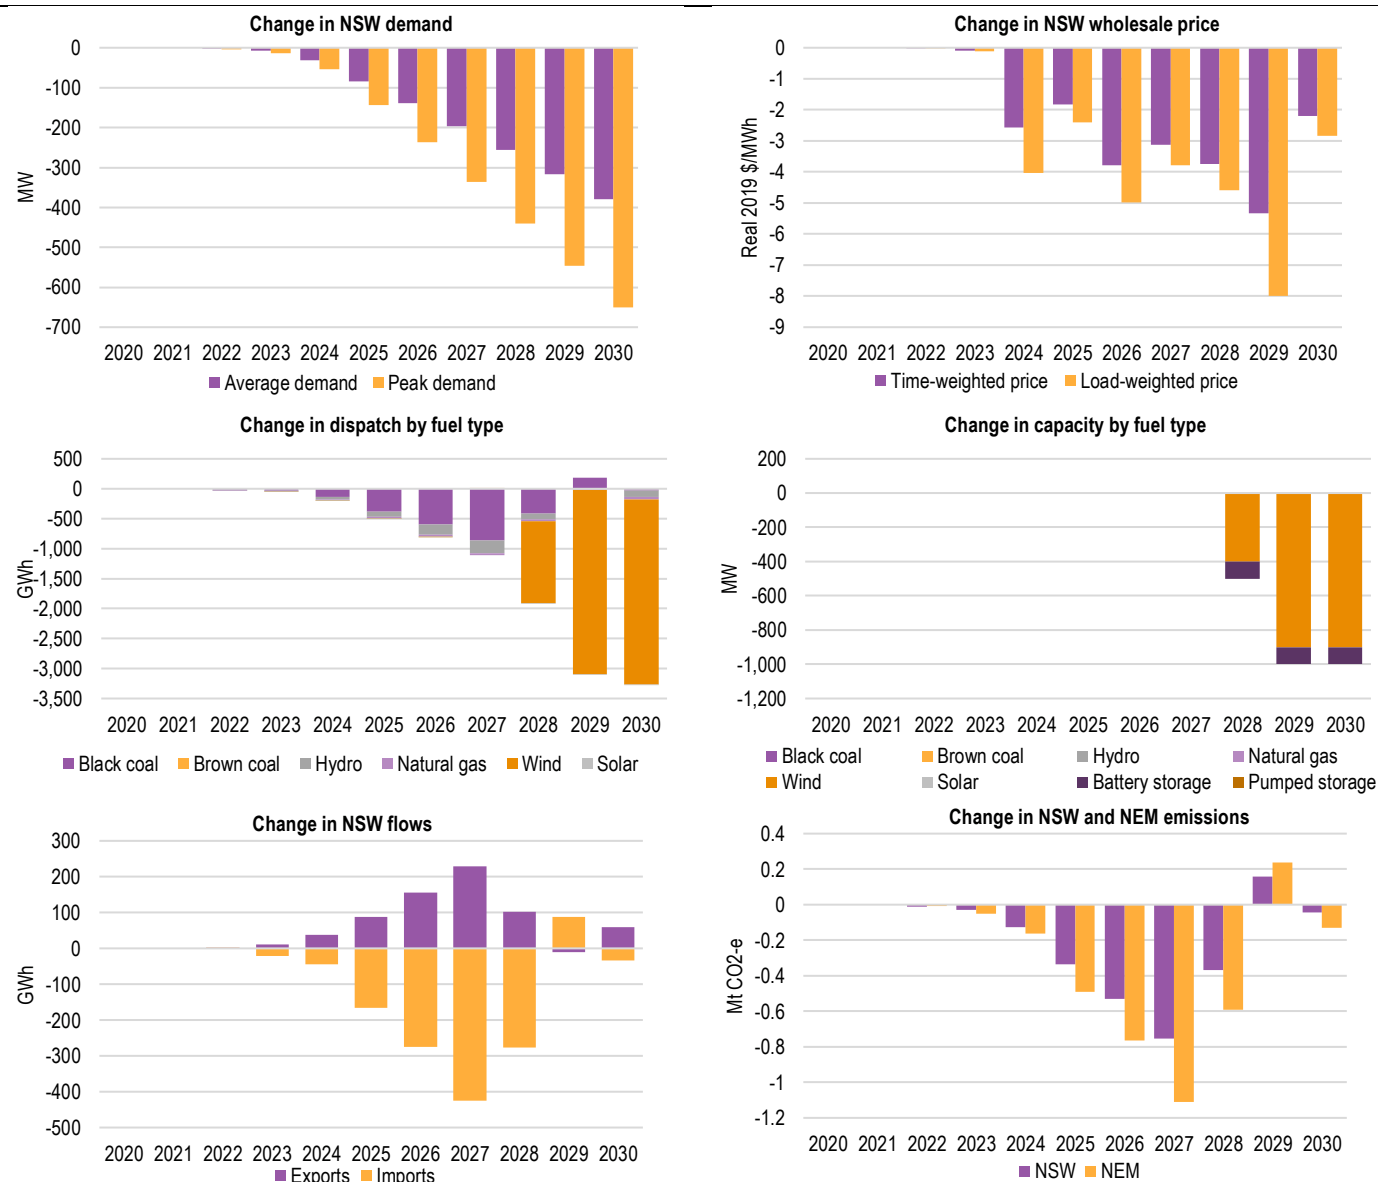 Change in NSW demand
0
-100
-200
-300
-400
-500
-600
-700
MW
2020 2021 2022 2023 2024 2025 2026 2027 2028 2029 2030
Average demand Peak demand
Change in NSW wholesale price
0
-1
-2
-3
-4
-5
-6
-7
-8
-9
Real 2019 $/MWh
2020 2021 2022 2023 2024 2025 2026 2027 2028 2029 2030
Time-weighted price Load-weighted price
Change in dispatch by fuel type
500
0
-500
-1,000
-1,500
-2,000
-2,500
-3,000
-3,500
GWh
2020 2021 2022 2023 2024 2025 2026 2027 2028 2029 2030
Black coal Brown coal Hydro Natural gas Wind Solar
Change in capacity by fuel type
200
0
-200
-400
-600
-800
-1,000
-1,200
MW
2020 2021 2022 2023 2024 2025 2026 2027 2028 2029 2030
Black coal Brown coal Hydro Natural gas
Wind Solar Battery storage Pumped storage
Change in NSW flows
300
200
100
0
-100
-200
-300
-400
-500
GWh
2020 2021 2022 2023 2024 2025 2026 2027 2028 2029 2030
Exports Imports
Change in NSW and NEM emissions
0.4
0.2
0
-0.2
-0.4
-0.6
-0.8
-1
-1.2
Mt CO2-e
2020 2021 2022 2023 2024 2025 2026 2027 2028 2029 2030
NSW NEM